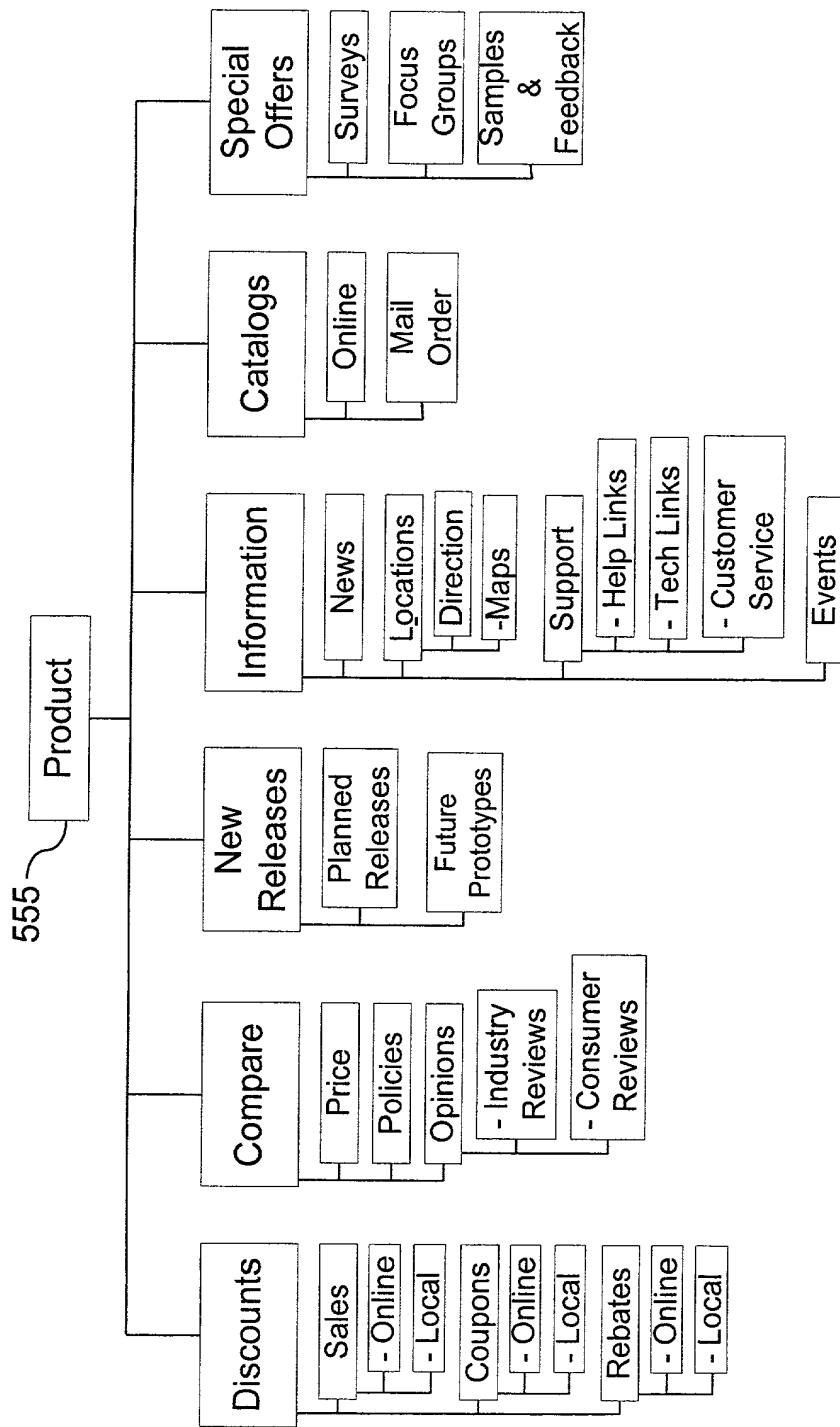 555
Product
Discounts
Sales
- Online
- Local
Coupons
- Online
- Local
Rebates
- Online
- Local
Compare
Price
Policies
Opinions
- Industry
Reviews
- Consumer
Reviews
New
Releases
Planned
Releases
Future
Prototypes
Information
News
Locations
- Direction
-Maps
Support
- Help Links
- Tech Links
- Customer
Service
Events
Catalogs
Online
Mail
Order
Special
Offers
Surveys
Focus
Groups
Samples
&
Feedback